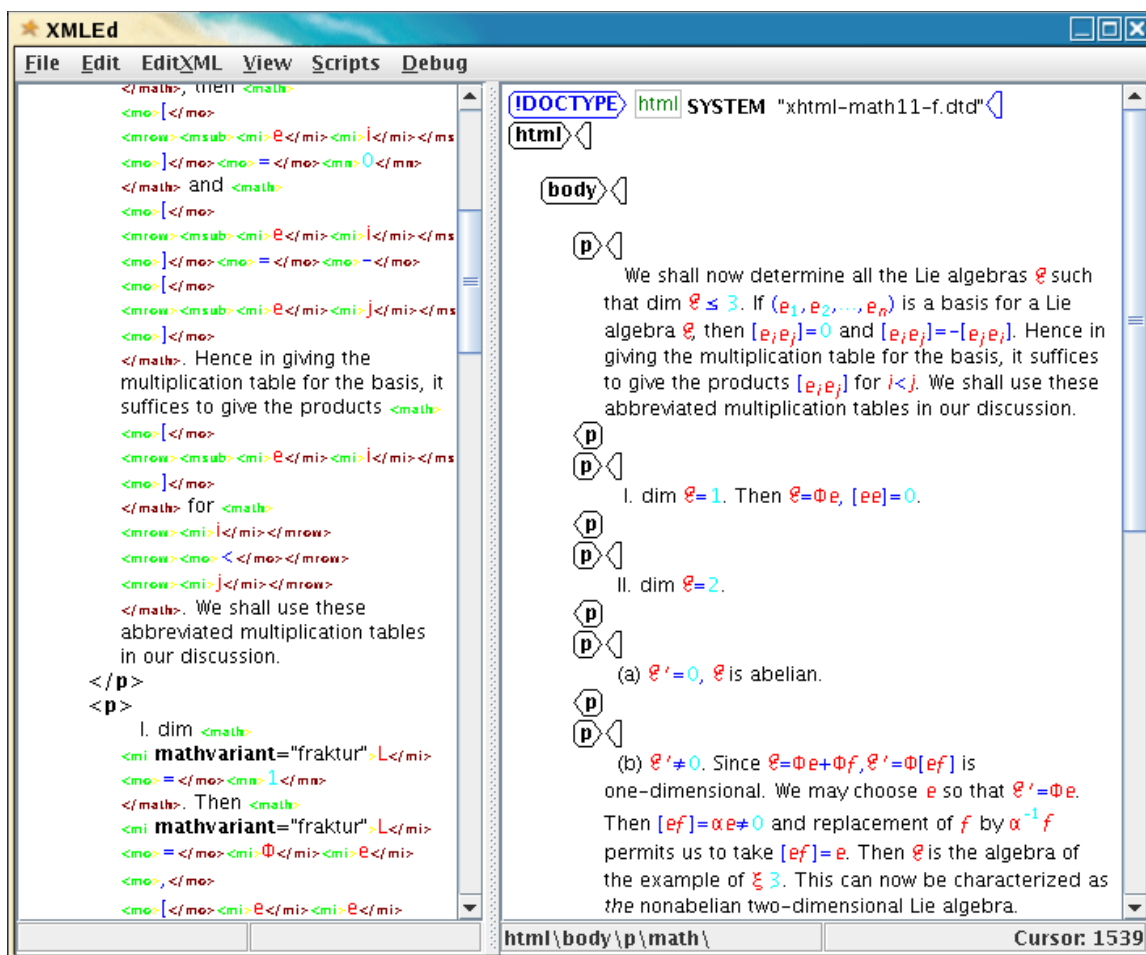 XMLEd
File Edit EditXML View Scripts Debug
</math>, then <math>
<mo>[</mo>
<mrow><msub><mi>e</mi><mi>i</mi></ms
<mo>]</mo><mo>=</mo><mn>0</mn>
</math> and <math>
<mo>[</mo>
<mrow><msub><mi>e</mi><mi>i</mi></ms
<mo>]</mo><mo>=</mo><mo>-</mo>
<mo>[</mo>
<mrow><msub><mi>e</mi><mi>j</mi></ms
<mo>]</mo>
</math>. Hence in giving the
multiplication table for the basis, it
suffices to give the products <math>
<mo>[</mo>
<mrow><msub><mi>e</mi><mi>i</mi></ms
<mo>]</mo>
</math> for <math>
<mrow><mi>i</mi></mrow>
<mrow><mo><</mo></mrow>
<mrow><mi>j</mi></mrow>
</math>. We shall use these
abbreviated multiplication tables
in our discussion.
</p>
<p>
I. dim <math>
<mi mathvariant="fraktur">L</mi>
<mo>=</mo><mn>1</mn>
</math>. Then <math>
<mi mathvariant="fraktur">L</mi>
<mo>=</mo><mi>Φ</mi><mi>e</mi>
<mo>,</mo>
<mo>[</mo><mi>e</mi><mi>e</mi>
!DOCTYPE html SYSTEM "xhtml-math11-f.dtd"
html
body
p
We shall now determine all the Lie algebras 𝔏 such
that dim 𝔏 ≤ 3. If (e₁,e₂,...,eₙ) is a basis for a Lie
algebra 𝔏, then [eᵢeⱼ]=0 and [eᵢeⱼ]=-[eⱼeᵢ]. Hence in
giving the multiplication table for the basis, it suffices
to give the products [eᵢeⱼ] for i<j. We shall use these
abbreviated multiplication tables in our discussion.
p
p
I. dim 𝔏=1. Then 𝔏=Φe, [ee]=0.
p
p
II. dim 𝔏=2.
p
p
(a) 𝔏′=0, 𝔏 is abelian.
p
p
(b) 𝔏′≠0. Since 𝔏=Φe+Φf,𝔏′=Φ[ef] is
one-dimensional. We may choose e so that 𝔏′=Φe.
Then [ef]=αe≠0 and replacement of f by α⁻¹f
permits us to take [ef]=e. Then 𝔏 is the algebra of
the example of ξ 3. This can now be characterized as
the nonabelian two-dimensional Lie algebra.
html\body\p\math\ Cursor: 1539